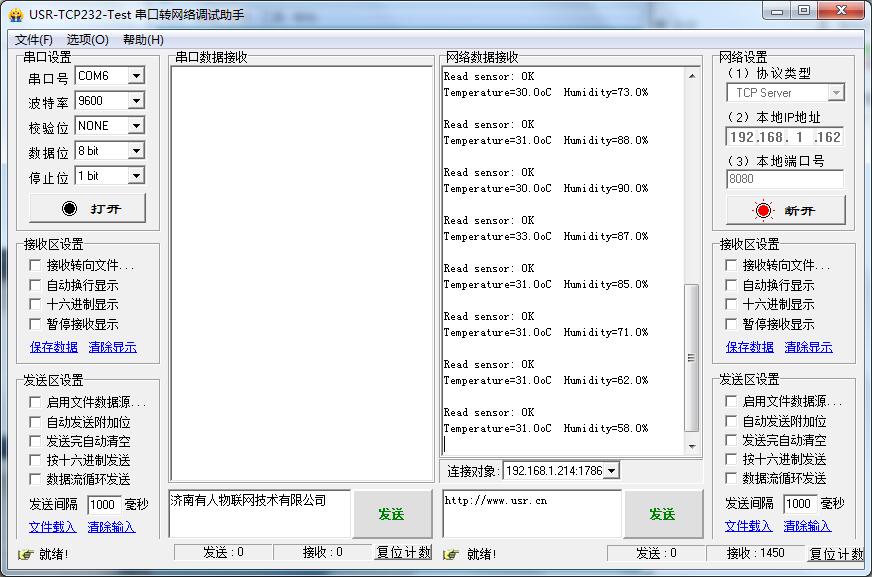 USR-TCP232-Test 串口转网络调试助手
文件(F) 选项(O) 帮助(H)
串口设置
串口号 COM6
波特率 9600
校验位 NONE
数据位 8 bit
停止位 1 bit
打开
接收区设置
接收转向文件...
自动换行显示
十六进制显示
暂停接收显示
保存数据 清除显示
发送区设置
启用文件数据源...
自动发送附加位
发送完自动清空
按十六进制发送
数据流循环发送
发送间隔 1000 毫秒
文件载入 清除输入
就绪!
串口数据接收
济南有人物联网技术有限公司
发送
发送 : 0 接收 : 0 复位计数
网络数据接收
Read sensor: OK
Temperature=30.0oC Humidity=73.0%
Read sensor: OK
Temperature=31.0oC Humidity=88.0%
Read sensor: OK
Temperature=30.0oC Humidity=90.0%
Read sensor: OK
Temperature=33.0oC Humidity=87.0%
Read sensor: OK
Temperature=31.0oC Humidity=85.0%
Read sensor: OK
Temperature=31.0oC Humidity=71.0%
Read sensor: OK
Temperature=31.0oC Humidity=62.0%
Read sensor: OK
Temperature=31.0oC Humidity=58.0%
连接对象: 192.168.1.214:1786
http://www.usr.cn
发送
就绪!
发送 : 0 接收 : 1450 复位计数
网络设置
(1) 协议类型
TCP Server
(2) 本地IP地址
192.168. 1 .162
(3) 本地端口号
8080
断开
接收区设置
接收转向文件...
自动换行显示
十六进制显示
暂停接收显示
保存数据 清除显示
发送区设置
启用文件数据源...
自动发送附加位
发送完自动清空
按十六进制发送
数据流循环发送
发送间隔 1000 毫秒
文件载入 清除输入